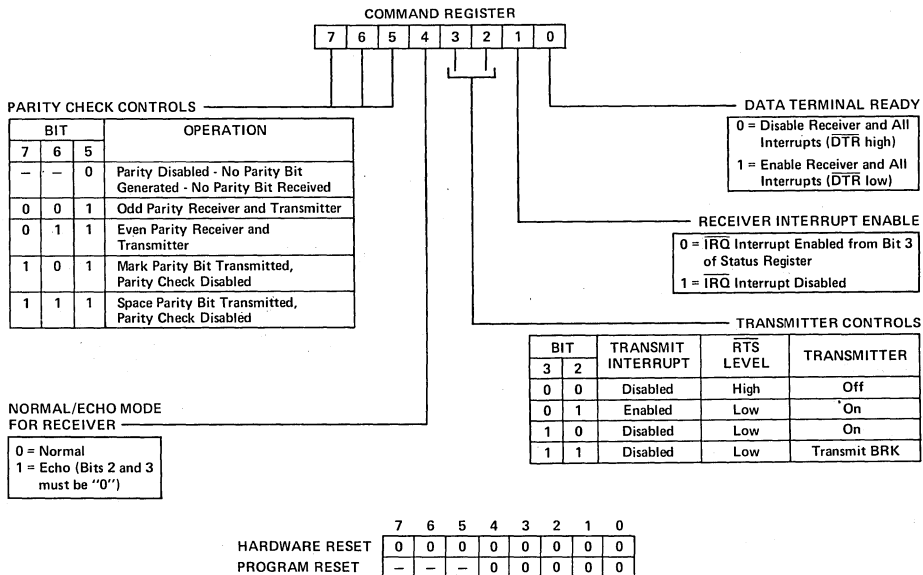 COMMAND REGISTER
7 6 5 4 3 2 1 0
PARITY CHECK CONTROLS
BIT OPERATION
7 6 5
– – 0 Parity Disabled - No Parity Bit
Generated - No Parity Bit Received
0 0 1 Odd Parity Receiver and Transmitter
0 1 1 Even Parity Receiver and
Transmitter
1 0 1 Mark Parity Bit Transmitted,
Parity Check Disabled
1 1 1 Space Parity Bit Transmitted,
Parity Check Disabled
NORMAL/ECHO MODE
FOR RECEIVER
0 = Normal
1 = Echo (Bits 2 and 3
must be "0")
DATA TERMINAL READY
0 = Disable Receiver and All
Interrupts (D̅T̅R̅ high)
1 = Enable Receiver and All
Interrupts (D̅T̅R̅ low)
RECEIVER INTERRUPT ENABLE
0 = I̅R̅Q̅ Interrupt Enabled from Bit 3
of Status Register
1 = I̅R̅Q̅ Interrupt Disabled
TRANSMITTER CONTROLS
BIT TRANSMIT INTERRUPT R̅T̅S̅ LEVEL TRANSMITTER
3 2
0 0 Disabled High Off
0 1 Enabled Low On
1 0 Disabled Low On
1 1 Disabled Low Transmit BRK
7 6 5 4 3 2 1 0
HARDWARE RESET 0 0 0 0 0 0 0 0
PROGRAM RESET – – – 0 0 0 0 0